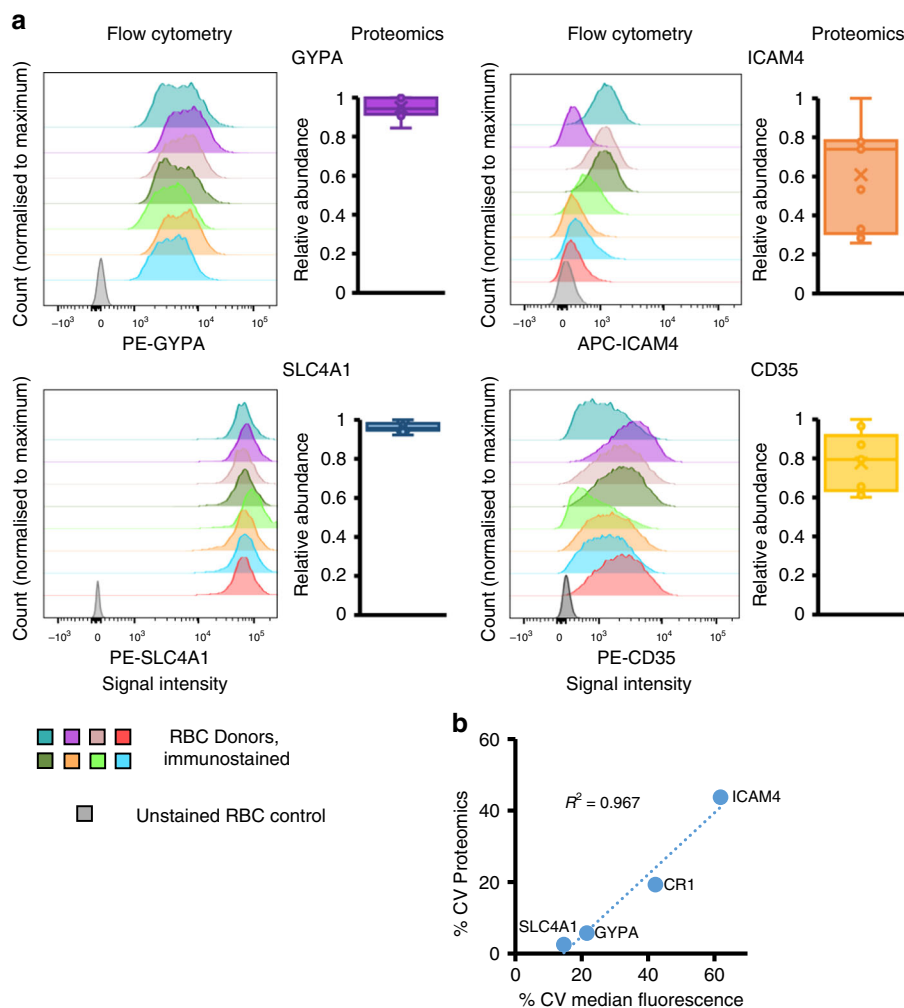 a
Flow cytometry
Proteomics
Flow cytometry
Proteomics
GYPA
Count (normalised to maximum)
–10³ 0 10³ 10⁴ 10⁵
PE-GYPA
Relative abundance
1
0.8
0.6
0.4
0.2
0
ICAM4
Count (normalised to maximum)
–10³ 0 10³ 10⁴ 10⁵
APC-ICAM4
Relative abundance
1
0.8
0.6
0.4
0.2
0
SLC4A1
Count (normalised to maximum)
–10³ 0 10³ 10⁴ 10⁵
PE-SLC4A1
Signal intensity
Relative abundance
1
0.8
0.6
0.4
0.2
0
CD35
Count (normalised to maximum)
–10³ 0 10³ 10⁴ 10⁵
PE-CD35
Signal intensity
Relative abundance
1
0.8
0.6
0.4
0.2
0
RBC Donors,
immunostained
Unstained RBC control
b
% CV Proteomics
60
40
20
0
R² = 0.967
ICAM4
CR1
SLC4A1
GYPA
0 20 40 60
% CV median fluorescence